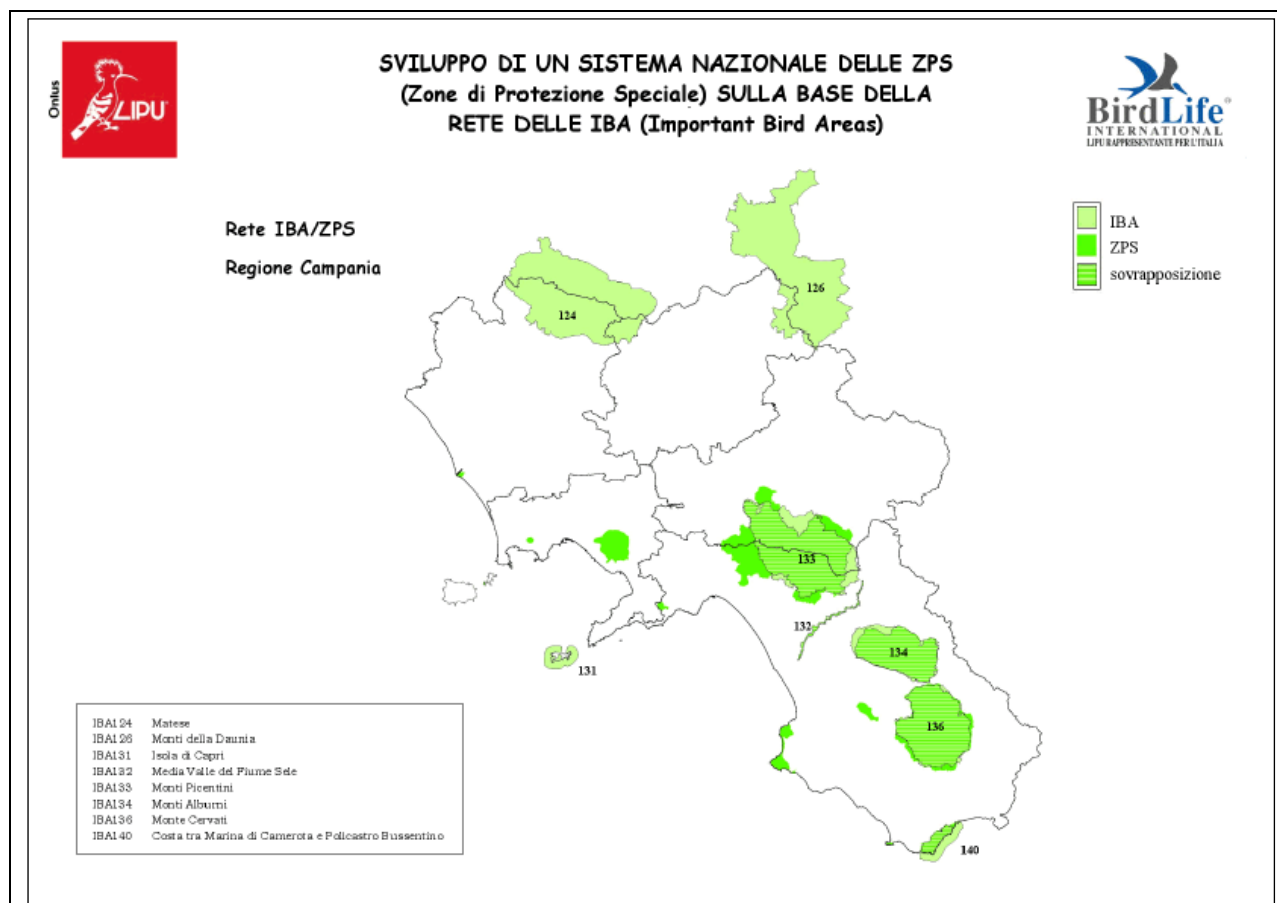 Onlus
LIPU
SVILUPPO DI UN SISTEMA NAZIONALE DELLE ZPS
(Zone di Protezione Speciale) SULLA BASE DELLA
RETE DELLE IBA (Important Bird Areas)
BirdLife®
INTERNATIONAL
LIPU RAPPRESENTANTE PER L'ITALIA
Rete IBA/ZPS
Regione Campania
IBA
ZPS
sovrapposizione
124
126
133
132
134
131
136
140
IBA124 Matese
IBA126 Monti della Daunia
IBA131 Isola di Capri
IBA132 Media Valle del Fiume Sele
IBA133 Monti Picentini
IBA134 Monti Alburni
IBA136 Monte Cervati
IBA140 Costa tra Marina di Camerota e Policastro Bussentino